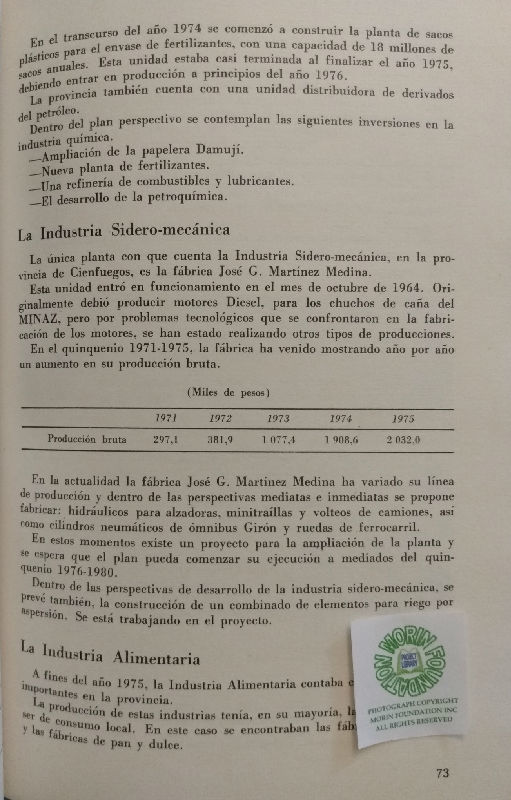 En el transcurso del año 1974 se comenzó a construir la planta de sacos
plásticos para el envase de fertilizantes, con una capacidad de 18 millones de
sacos anuales. Esta unidad estaba casi terminada al finalizar el año 1975,
debiendo entrar en producción a principios del año 1976.
La provincia también cuenta con una unidad distribuidora de derivados
del petróleo.
Dentro del plan perspectivo se contemplan las siguientes inversiones en la
industria química.
—Ampliación de la papelera Damují.
—Nueva planta de fertilizantes.
—Una refinería de combustibles y lubricantes.
—El desarrollo de la petroquímica.
La Industria Sidero-mecánica
La única planta con que cuenta la Industria Sidero-mecánica, en la pro-
vincia de Cienfuegos, es la fábrica José G. Martínez Medina.
Esta unidad entró en funcionamiento en el mes de octubre de 1964. Ori-
ginalmente debió producir motores Diesel, para los chuchos de caña del
MINAZ, pero por problemas tecnológicos que se confrontaron en la fabri-
cación de los motores, se han estado realizando otros tipos de producciones.
En el quinquenio 1971-1975, la fábrica ha venido mostrando año por año
un aumento en su producción bruta.
(Miles de pesos)
1971 1972 1973 1974 1975
Producción bruta 297,1 381,9 1 077,4 1 908,6 2 032,0
En la actualidad la fábrica José G. Martínez Medina ha variado su línea
de producción y dentro de las perspectivas mediatas e inmediatas se propone
fabricar: hidráulicos para alzadoras, minitraíllas y volteos de camiones, así
como cilindros neumáticos de ómnibus Girón y ruedas de ferrocarril.
En estos momentos existe un proyecto para la ampliación de la planta y
se espera que el plan pueda comenzar su ejecución a mediados del quin-
quenio 1976-1980.
Dentro de las perspectivas de desarrollo de la industria sidero-mecánica, se
prevé también, la construcción de un combinado de elementos para riego por
aspersión. Se está trabajando en el proyecto.
La Industria Alimentaria
A fines del año 1975, la Industria Alimentaria contaba
importantes en la provincia.
La producción de estas industrias tenía, en su mayoría,
ser de consumo local. En este caso se encontraban las
y las fábricas de pan y dulce.
MORIN FOUNDATION
PROJECT
LIBRARY
PHOTOGRAPH COPYRIGHT
MORIN FOUNDATION INC
ALL RIGHTS RESERVED
73